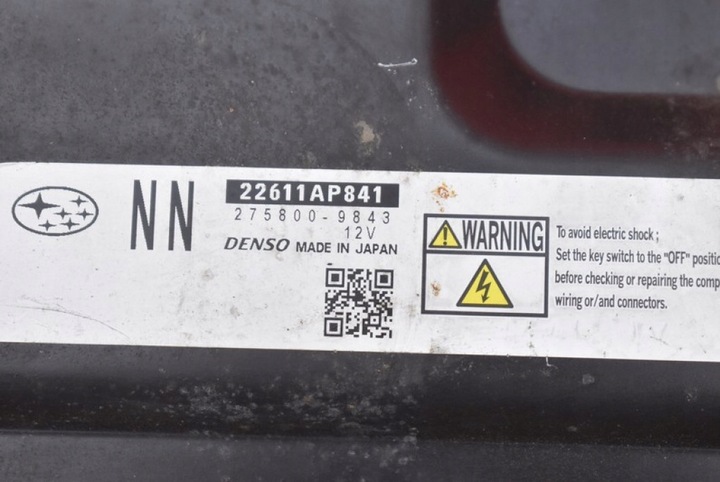 NN
22611AP841
275800-9843
12V
DENSO MADE IN JAPAN
WARNING
To avoid electric shock ;
Set the key switch to the "OFF"
before checking or repairing the
wiring or/and connectors.